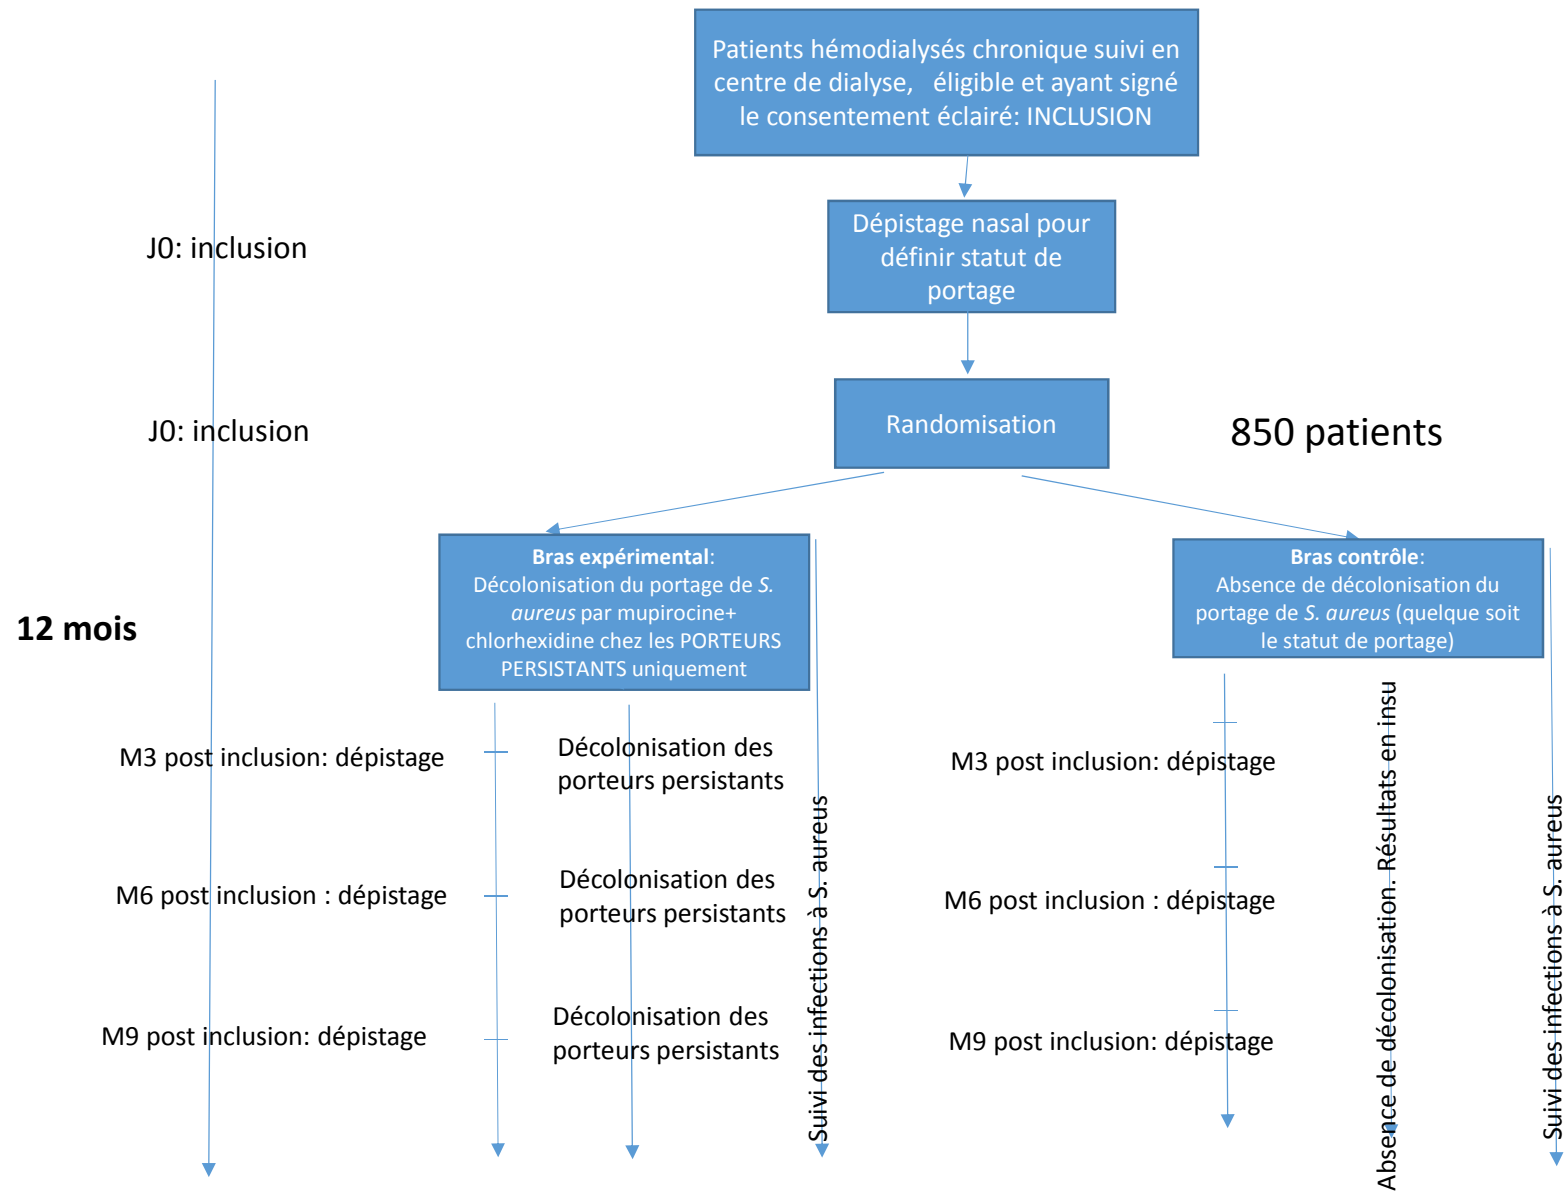 Patients hémodialysés chronique suivi en
centre de dialyse, éligible et ayant signé
le consentement éclairé: INCLUSION
J0: inclusion
Dépistage nasal pour
définir statut de
portage
J0: inclusion
Randomisation
850 patients
12 mois
Bras expérimental:
Décolonisation du portage de S.
aureus par mupirocine+
chlorhexidine chez les PORTEURS
PERSISTANTS uniquement
Bras contrôle:
Absence de décolonisation du
portage de S. aureus (quelque soit
le statut de portage)
M3 post inclusion: dépistage
Décolonisation des
porteurs persistants
M6 post inclusion : dépistage
Décolonisation des
porteurs persistants
M9 post inclusion: dépistage
Décolonisation des
porteurs persistants
Suivi des infections à S. aureus
M3 post inclusion: dépistage
M6 post inclusion : dépistage
M9 post inclusion: dépistage
Absence de décolonisation. Résultats en insu
Suivi des infections à S. aureus